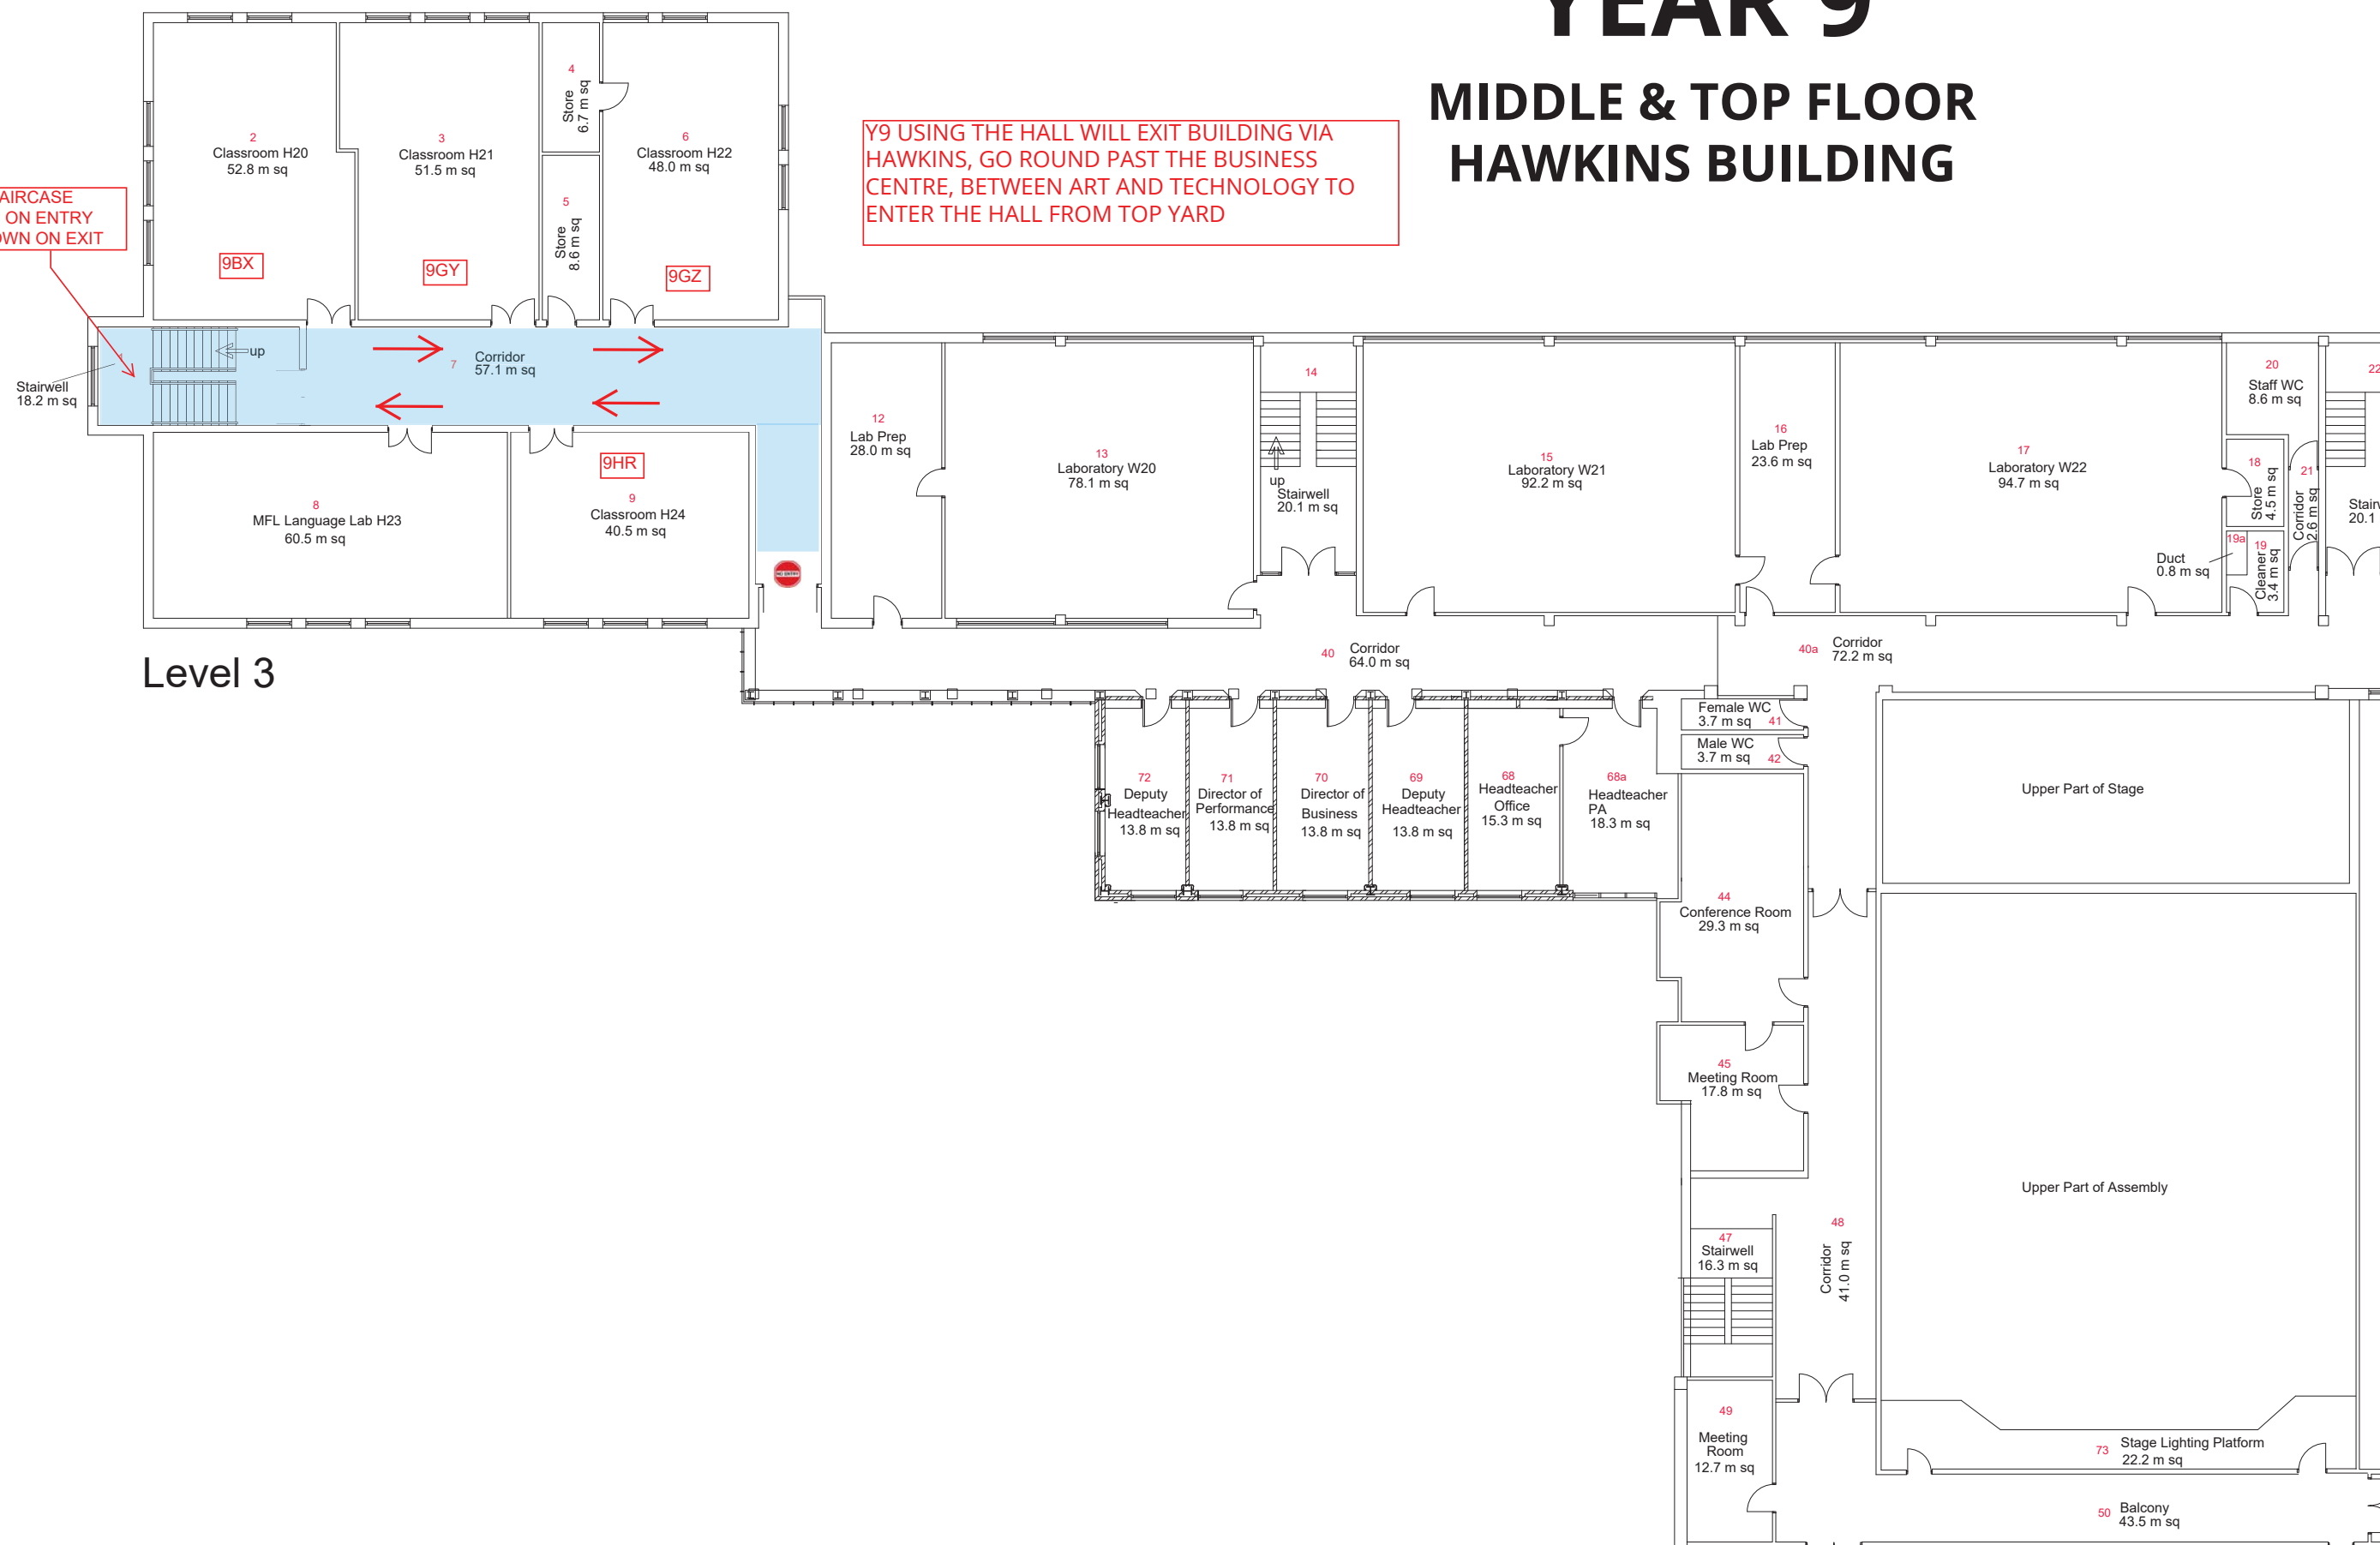 YEAR 9
MIDDLE & TOP FLOOR
HAWKINS BUILDING
Y9 USING THE HALL WILL EXIT BUILDING VIA
HAWKINS, GO ROUND PAST THE BUSINESS
CENTRE, BETWEEN ART AND TECHNOLOGY TO
ENTER THE HALL FROM TOP YARD
AIRCASE
ON ENTRY
OWN ON EXIT
2
Classroom H20
52.8 m sq
9BX
3
Classroom H21
51.5 m sq
9GY
4
Store
6.7 m sq
5
Store
8.6 m sq
6
Classroom H22
48.0 m sq
9GZ
1
Stairwell
18.2 m sq
up
7
Corridor
57.1 m sq
8
MFL Language Lab H23
60.5 m sq
9HR
9
Classroom H24
40.5 m sq
NO ENTRY
Level 3
12
Lab Prep
28.0 m sq
13
Laboratory W20
78.1 m sq
14
up
Stairwell
20.1 m sq
15
Laboratory W21
92.2 m sq
16
Lab Prep
23.6 m sq
17
Laboratory W22
94.7 m sq
18
Store
4.5 m sq
19a
19
Cleaner
3.4 m sq
Duct
0.8 m sq
20
Staff WC
8.6 m sq
21
Corridor
2.6 m sq
22
Stairw
20.1
40
Corridor
64.0 m sq
40a
Corridor
72.2 m sq
Female WC
3.7 m sq
41
Male WC
3.7 m sq
42
72
Deputy
Headteacher
13.8 m sq
71
Director of
Performance
13.8 m sq
70
Director of
Business
13.8 m sq
69
Deputy
Headteacher
13.8 m sq
68
Headteacher
Office
15.3 m sq
68a
Headteacher
PA
18.3 m sq
44
Conference Room
29.3 m sq
45
Meeting Room
17.8 m sq
Upper Part of Stage
Upper Part of Assembly
47
Stairwell
16.3 m sq
48
Corridor
41.0 m sq
49
Meeting
Room
12.7 m sq
73
Stage Lighting Platform
22.2 m sq
50
Balcony
43.5 m sq